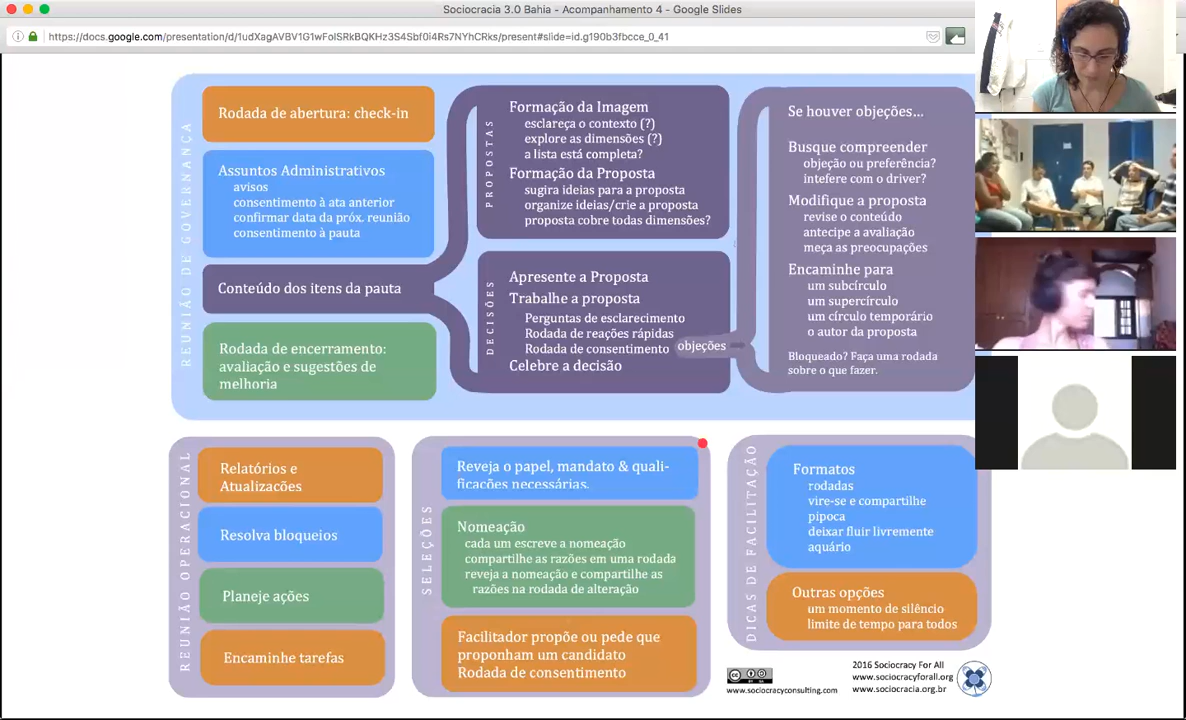 Sociocracia 3.0 Bahia - Acompanhamento 4 - Google Slides
https://docs.google.com/presentation/d/1udXagAVBV1G1wFolSRkBQKHz3S4Sbf0i4Rs7NYhCRks/present#slide=id.g190b3fbcce_0_41
REUNIÃO DE GOVERNANÇA
Rodada de abertura: check-in
Assuntos Administrativos
avisos
consentimento à ata anterior
confirmar data da próx. reunião
consentimento à pauta
Conteúdo dos itens da pauta
Rodada de encerramento:
avaliação e sugestões de
melhoria
PROPOSTAS
Formação da Imagem
esclareça o contexto (?)
explore as dimensões (?)
a lista está completa?
Formação da Proposta
sugira ideias para a proposta
organize ideias/crie a proposta
proposta cobre todas dimensões?
DECISÕES
Apresente a Proposta
Trabalhe a proposta
Perguntas de esclarecimento
Rodada de reações rápidas
Rodada de consentimento
Celebre a decisão
objeções
Se houver objeções...
Busque compreender
objeção ou preferência?
intefere com o driver?
Modifique a proposta
revise o conteúdo
antecipe a avaliação
meça as preocupações
Encaminhe para
um subcírculo
um supercírculo
um círculo temporário
o autor da proposta
Bloqueado? Faça uma rodada
sobre o que fazer.
REUNIÃO OPERACIONAL
Relatórios e
Atualizacões
Resolva bloqueios
Planeje ações
Encaminhe tarefas
SELEÇÕES
Reveja o papel, mandato & quali-
ficações necessárias.
Nomeação
cada um escreve a nomeação
compartilhe as razões em uma rodada
reveja a nomeação e compartilhe as
razões na rodada de alteração
Facilitador propõe ou pede que
proponham um candidato
Rodada de consentimento
DICAS DE FACILITAÇÃO
Formatos
rodadas
vire-se e compartilhe
pipoca
deixar fluir livremente
aquário
Outras opções
um momento de silêncio
limite de tempo para todos
www.sociocracyconsulting.com
2016 Sociocracy For All
www.sociocracyforall.org
www.sociocracia.org.br